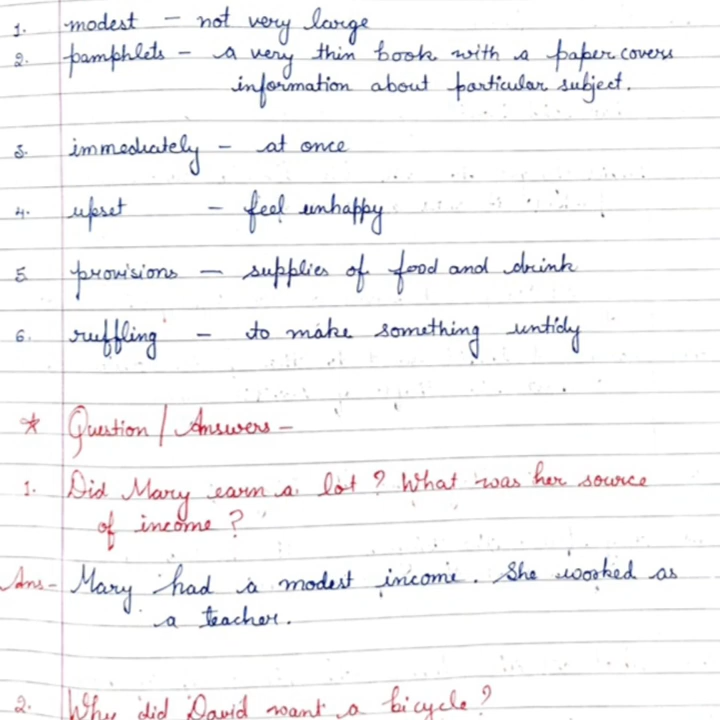 1. modest – not very large
2. pamphlets – a very thin book with a paper covers
information about particular subject.
3. immediately – at once
4. upset – feel unhappy
5 provisions – supplies of food and drink
6. ruffling – to make something untidy
* Question / Answers –
1. Did Mary earn a lot? What was her source
of income?
Ans – Mary had a modest income. She worked as
a teacher.
2. Why did David want a bicycle?